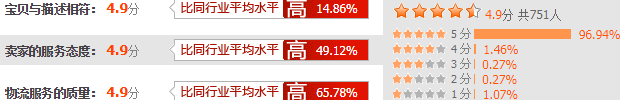 宝贝与描述相符：4.9分 比同行业平均水平 高 14.86%
卖家的服务态度：4.9分 比同行业平均水平 高 49.12%
物流服务的质量：4.9分 比同行业平均水平 高 65.78%
4.9分 共751人
5分 96.94%
4分 1.46%
3分 0.27%
2分 0.27%
1分 1.07%